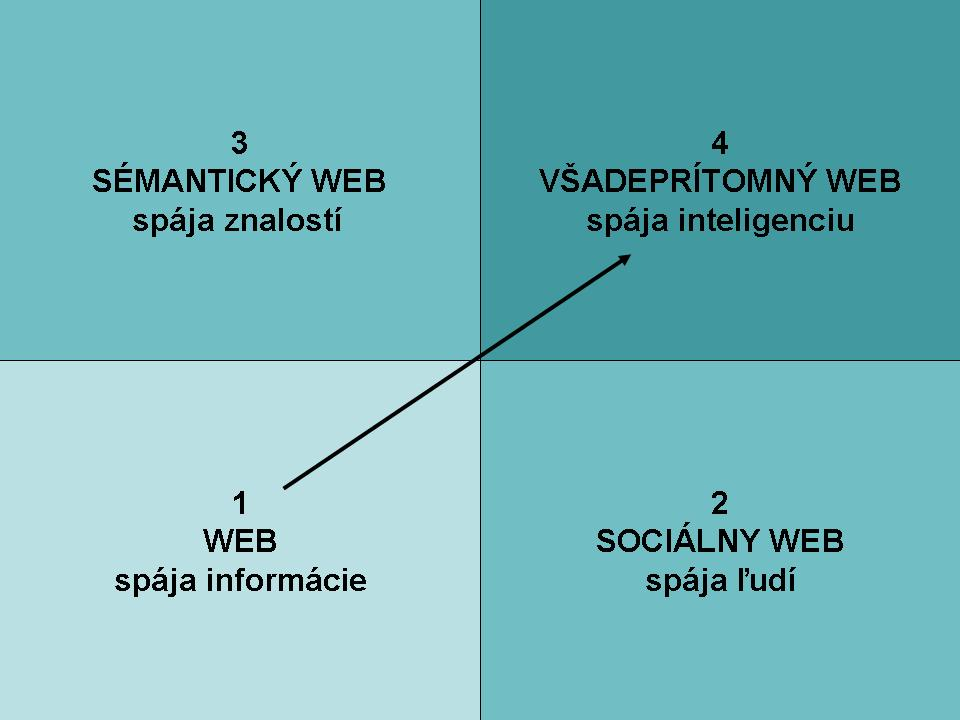 3
SÉMANTICKÝ WEB
spája znalostí
4
VŠADEPRÍTOMNÝ WEB
spája inteligenciu
1
WEB
spája informácie
2
SOCIÁLNY WEB
spája ľudí